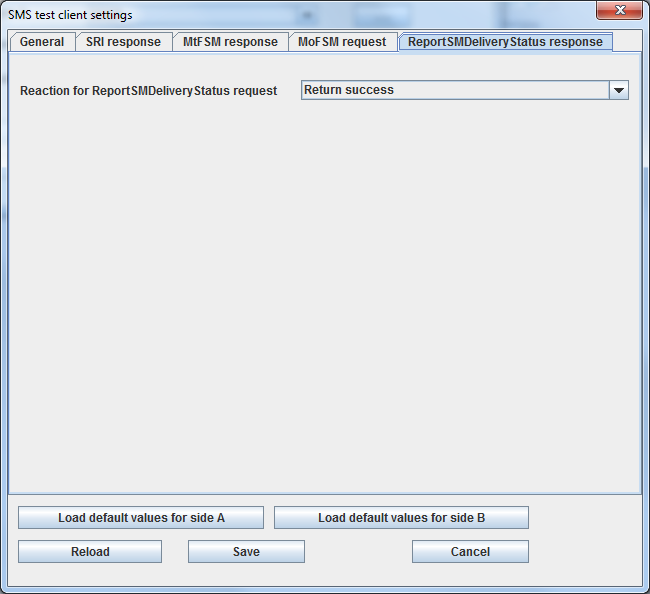 SMS test client settings
General SRI response MtFSM response MoFSM request ReportSMDeliveryStatus response
Reaction for ReportSMDeliveryStatus request Return success
Load default values for side A Load default values for side B
Reload Save Cancel